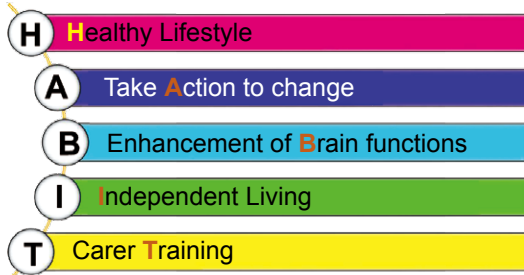 H Healthy Lifestyle
A Take Action to change
B Enhancement of Brain functions
I Independent Living
T Carer Training